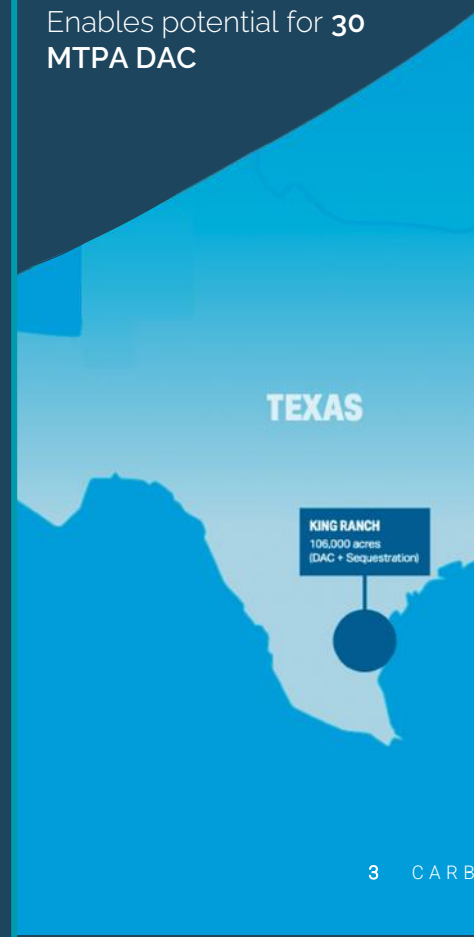 Enables potential for 30
MTPA DAC
TEXAS
KING RANCH
106,000 acres
(DAC + Sequestration)
3 CARB